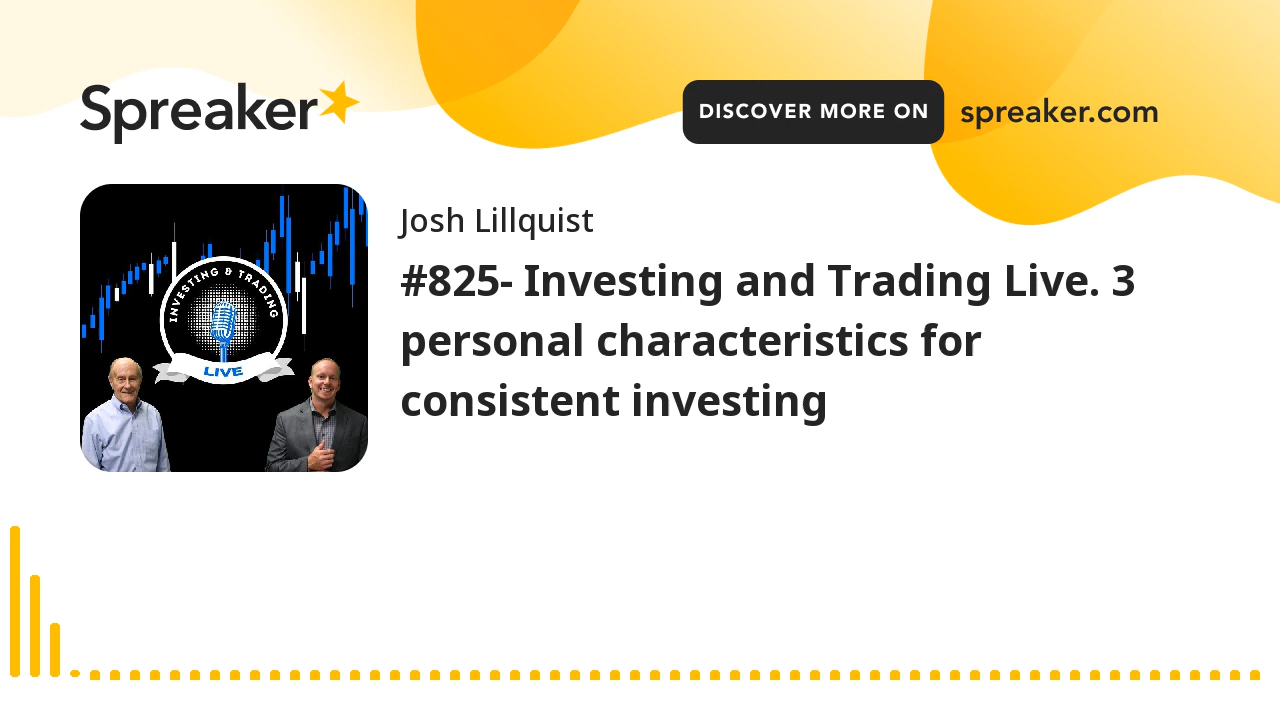 Spreaker
DISCOVER MORE ON
spreaker.com
INVESTING & TRADING
LIVE
Josh Lillquist
#825- Investing and Trading Live. 3
personal characteristics for
consistent investing